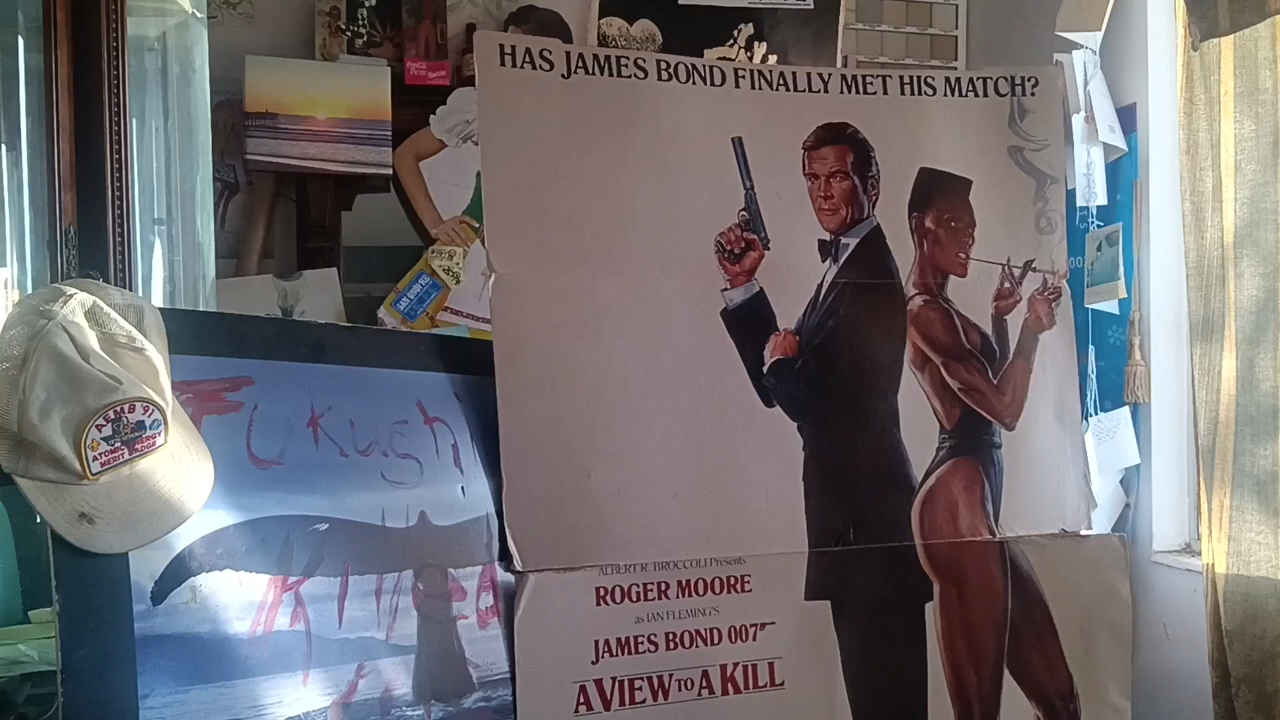 HAS JAMES BOND FINALLY MET HIS MATCH?
AEMB '91
ATOMIC ENERGY
MERIT BADGE
Fukushi
KILLED
ALBERT R. BROCCOLI Presents
ROGER MOORE
as IAN FLEMING'S
JAMES BOND 007
A VIEW TO A KILL